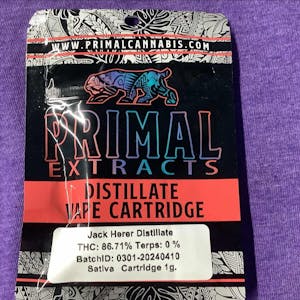 WWW.PRIMALCANNABIS.COM
PRIMAL
EXTRACTS
DISTILLATE
VAPE CARTRIDGE
Jack Herer Distillate
THC: 86.71% Terps: 0 %
BatchID: 0301-20240410
Sativa Cartridge 1g.